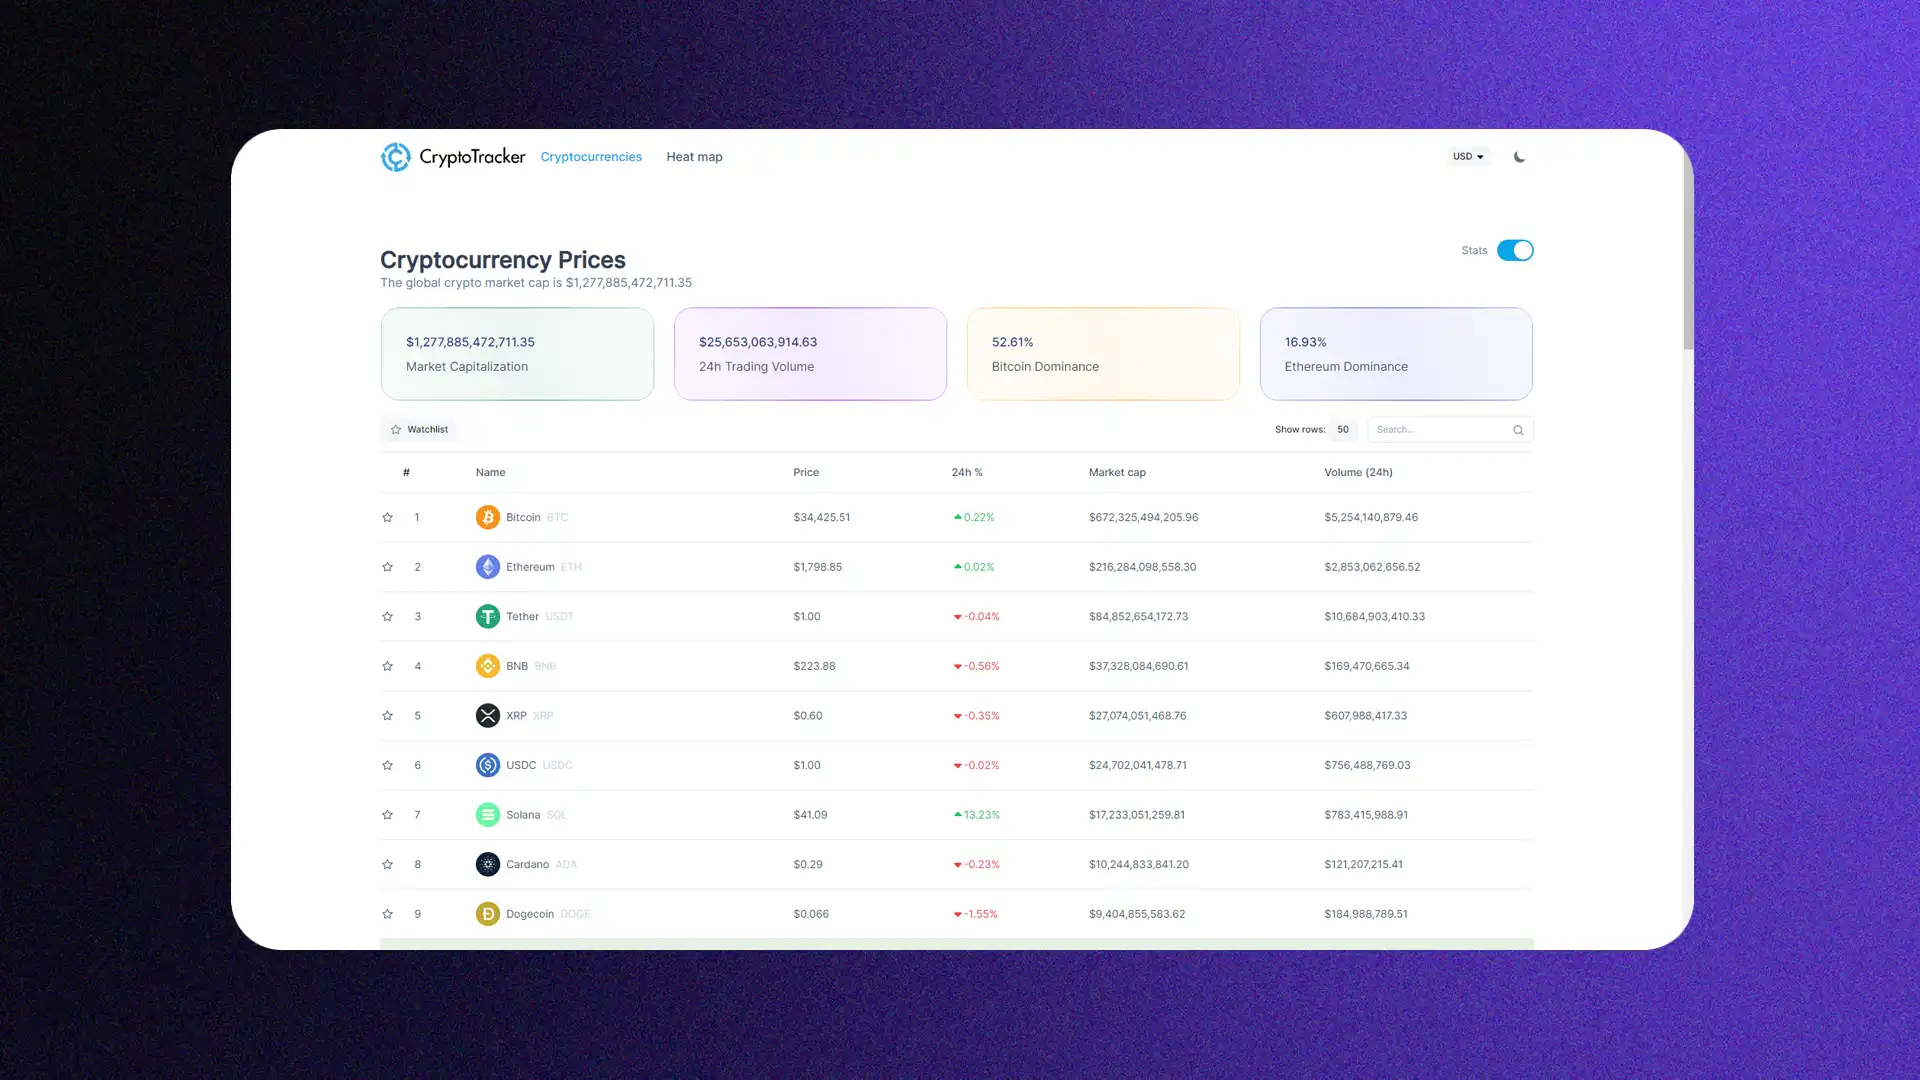 CryptoTracker Cryptocurrencies Heat map USD
Stats
Cryptocurrency Prices
The global crypto market cap is $1,277,885,472,711.35
$1,277,885,472,711.35 $25,653,063,914.63 52.61% 16.93%
Market Capitalization 24h Trading Volume Bitcoin Dominance Ethereum Dominance
Watchlist Show rows: 50 Search...
# Name Price 24h % Market cap Volume (24h)
1 Bitcoin BTC $34,425.51 0.22% $672,325,494,205.96 $5,254,140,879.46
2 Ethereum ETH $1,798.85 0.02% $216,284,098,558.30 $2,853,062,656.52
3 Tether USDT $1.00 -0.04% $84,852,654,172.73 $10,684,903,410.33
4 BNB BNB $223.88 -0.56% $37,328,084,690.61 $169,470,665.34
5 XRP XRP $0.60 -0.35% $27,074,051,468.76 $607,988,417.33
6 USDC USDC $1.00 -0.02% $24,702,041,478.71 $756,488,769.03
7 Solana SOL $41.09 13.23% $17,233,051,259.81 $783,415,988.91
8 Cardano ADA $0.29 -0.23% $10,244,833,841.20 $121,207,215.41
9 Dogecoin DOGE $0.066 -1.55% $9,404,855,583.62 $184,988,789.51